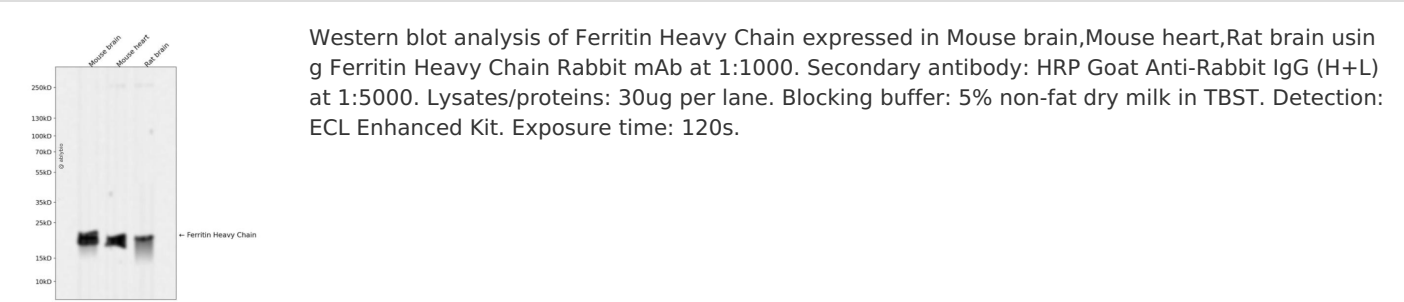 Mouse brain
Mouse heart
Rat brain
250kD
130kD
100kD
70kD
55kD
35kD
25kD
15kD
10kD
© abbybio
← Ferritin Heavy Chain
Western blot analysis of Ferritin Heavy Chain expressed in Mouse brain,Mouse heart,Rat brain usin
g Ferritin Heavy Chain Rabbit mAb at 1:1000. Secondary antibody: HRP Goat Anti-Rabbit IgG (H+L)
at 1:5000. Lysates/proteins: 30ug per lane. Blocking buffer: 5% non-fat dry milk in TBST. Detection:
ECL Enhanced Kit. Exposure time: 120s.